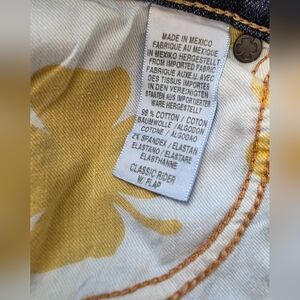 MADE IN MEXICO
FABRIQUE AU MEXIQUE
IN MEXICO HERGESTELLT
FROM IMPORTED FABRIC
FABRIQUE AUX E.U. AVEC
DES TISSUS IMPORTES
IN DEN VEREINIGTEN
STAATEN AUS IMPORTIERTER
WARE HERGESTELLT
98 % COTTON / COTON
BAUMWOLLE / ALGODON
COTONE / ALGODAO
2% SPANDEX / ELASTAN
ELASTANO / ELASTARE
ELASTHANNE
CLASSIC RIDER
W/ FLAP